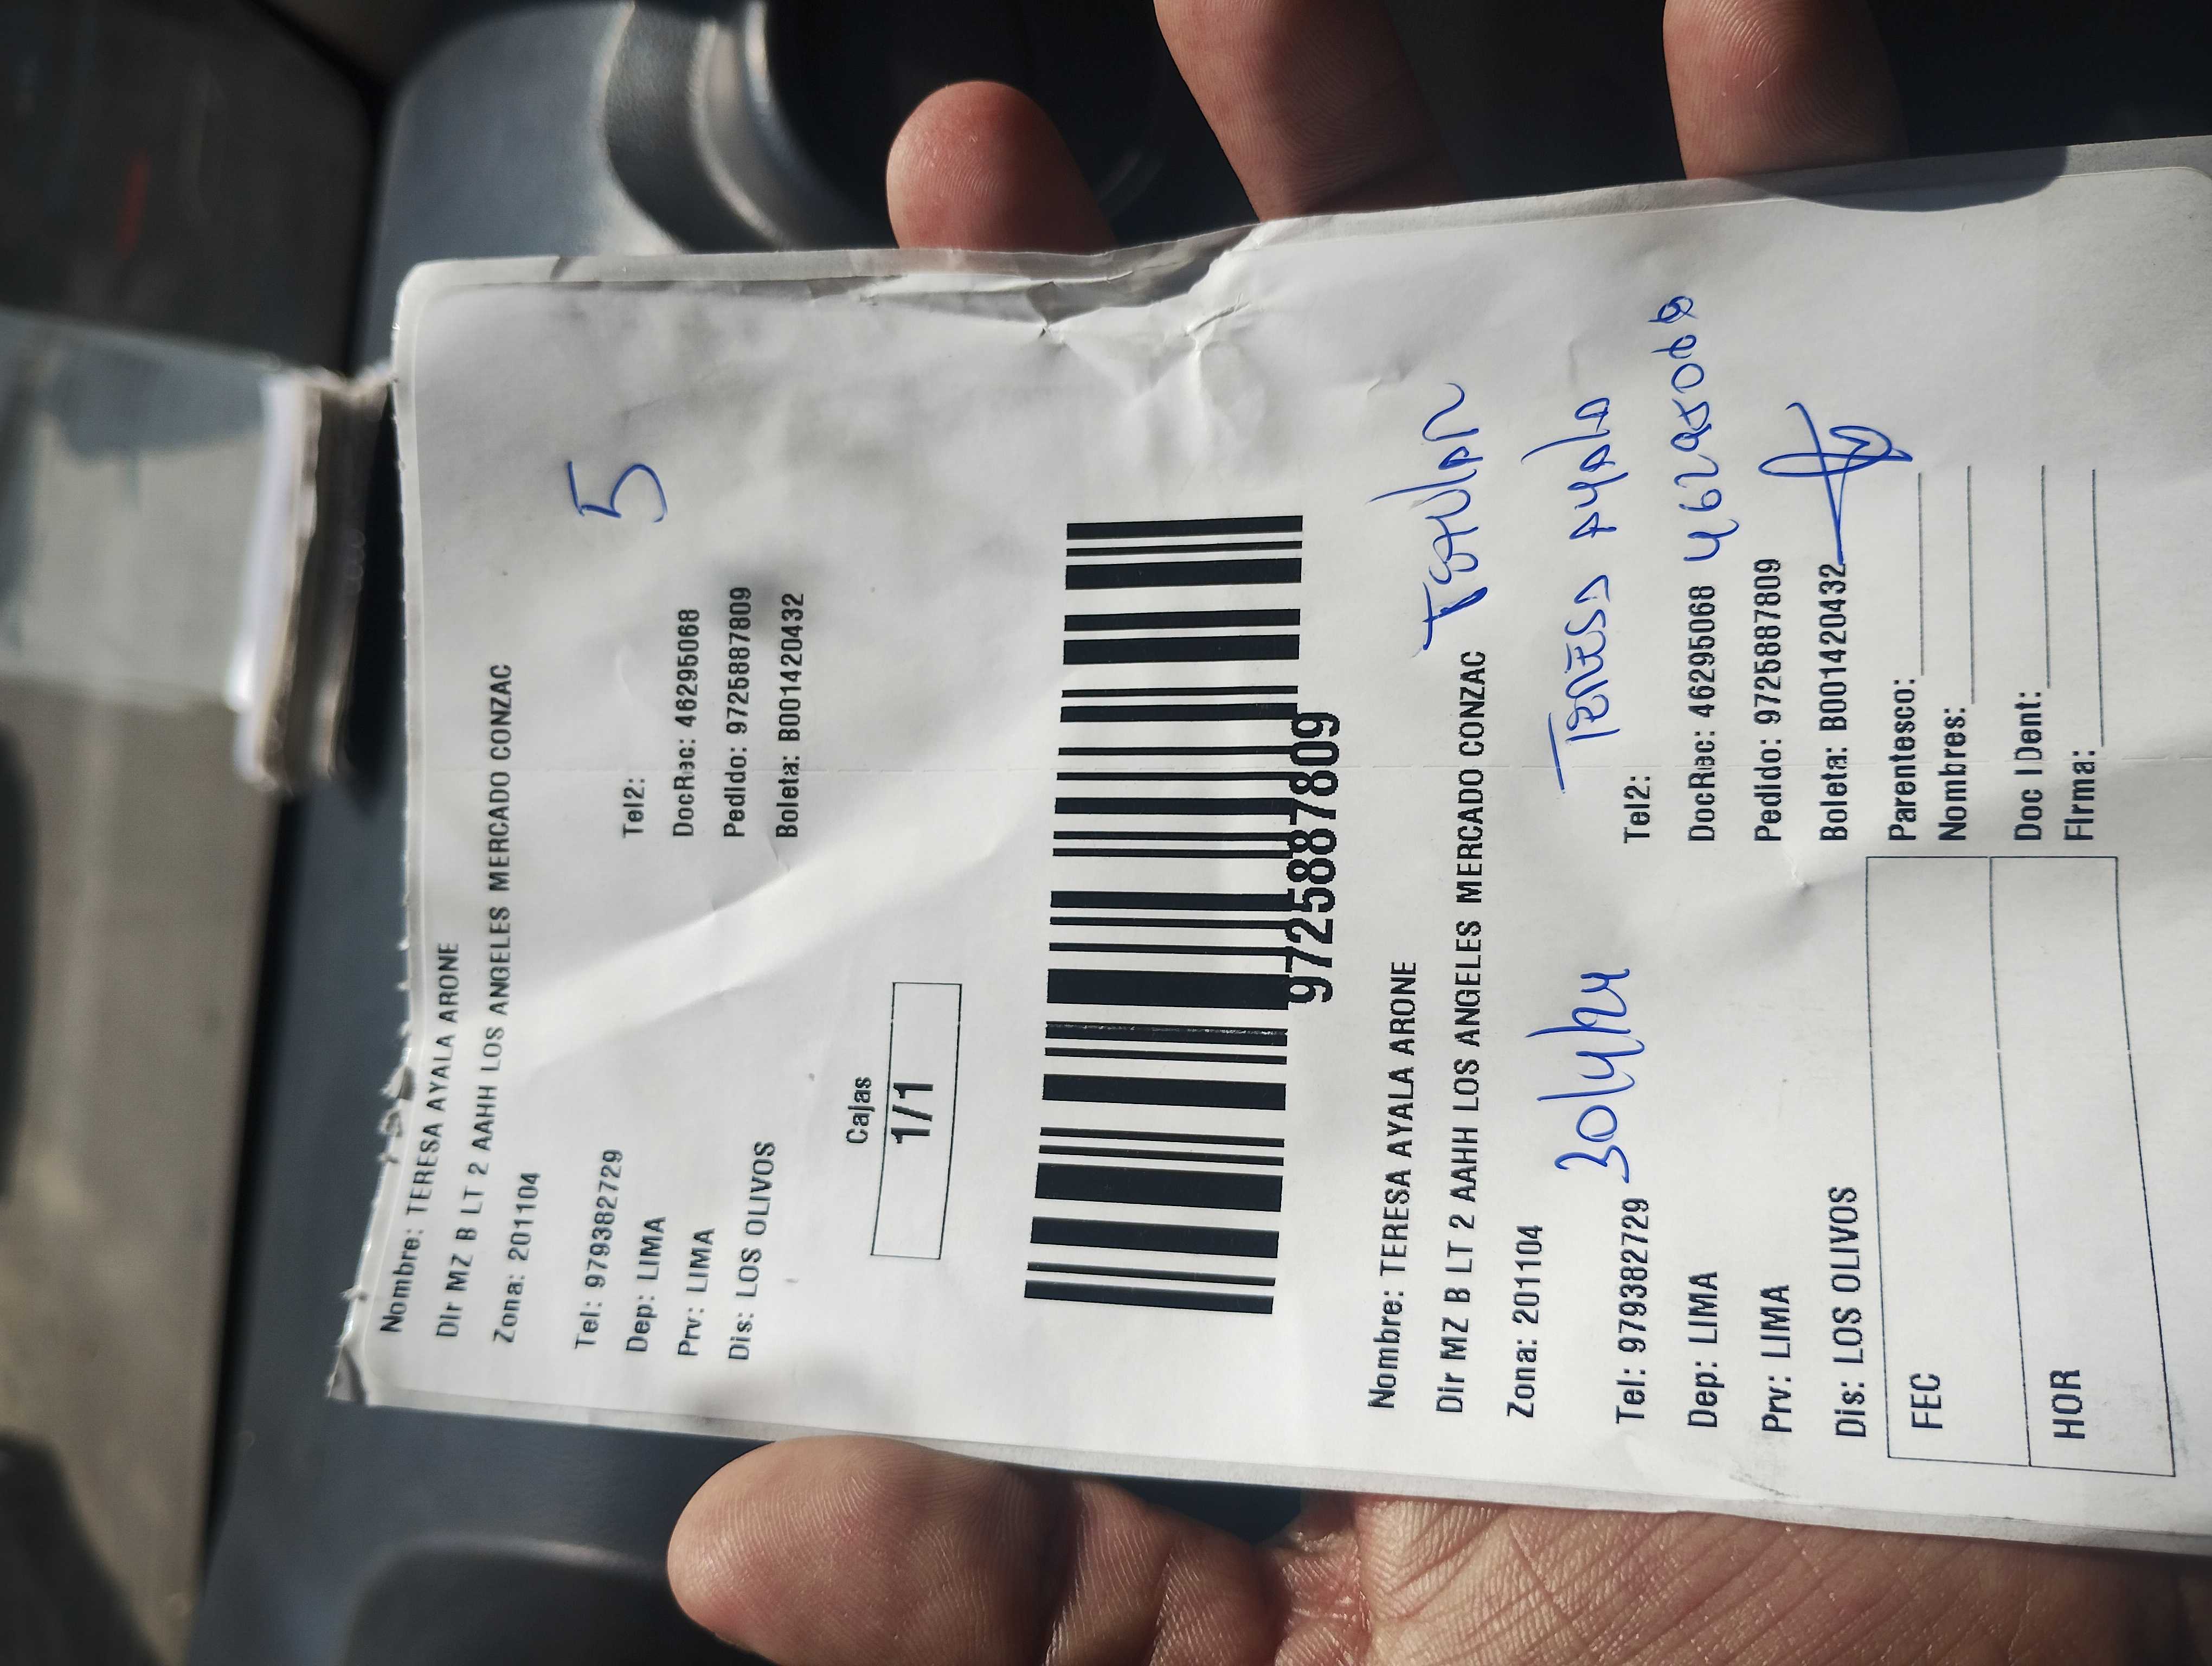 Nombre: TERESA AYALA ARONE
Dir MZ B LT 2 AAHH LOS ANGELES MERCADO CONZAC
Zona: 201104
5
Tel: 979382729 Tel2:
Dep: LIMA DocRec: 46295068
Prv: LIMA Pedido: 9725887809
Dis: LOS OLIVOS Boleta: B001420432
Cajas
1/1
9725887809
Nombre: TERESA AYALA ARONE
Dir MZ B LT 2 AAHH LOS ANGELES MERCADO CONZAC
Titular
Zona: 201104
30/4/24
Teresa Ayala
Tel: 979382729 Tel2:
Dep: LIMA DocRec: 46295068 46295068
Prv: LIMA Pedido: 9725887809
Dis: LOS OLIVOS Boleta: B001420432
FEC
Parentesco:
Nombres:
HOR
Doc IDent:
Firma: